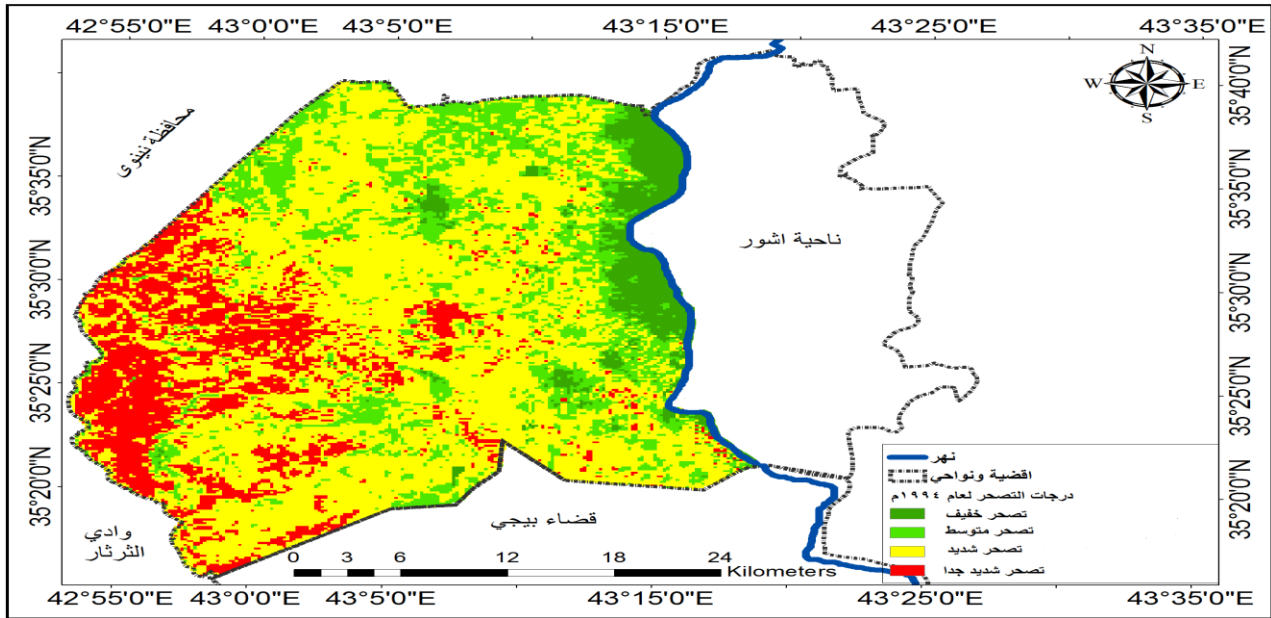 42°55'0"E 43°0'0"E 43°5'0"E 43°15'0"E 43°25'0"E 43°35'0"E
N
W E
S
35°40'0"N
35°35'0"N 35°35'0"N
35°30'0"N 35°30'0"N
35°25'0"N 35°25'0"N
35°20'0"N 35°20'0"N
محافظة نينوى
ناحية اشور
قضاء بيجي
وادي
الثرثار
نهر
اقضية ونواحي
درجات التصحر لعام ١٩٩٤م
تصحر خفيف
تصحر متوسط
تصحر شديد
تصحر شديد جدا
0 3 6 12 18 24
Kilometers
42°55'0"E 43°0'0"E 43°5'0"E 43°15'0"E 43°25'0"E 43°35'0"E